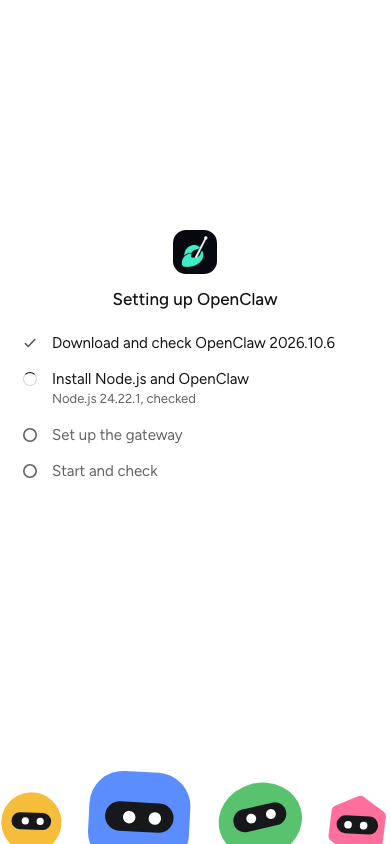 Setting up OpenClaw
Download and check OpenClaw 2026.10.6
Install Node.js and OpenClaw
Node.js 24.22.1, checked
Set up the gateway
Start and check